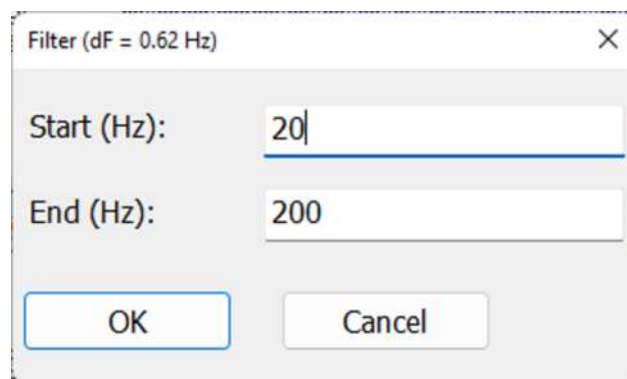 Filter (dF = 0.62 Hz)
Start (Hz): 20
End (Hz): 200
OK Cancel